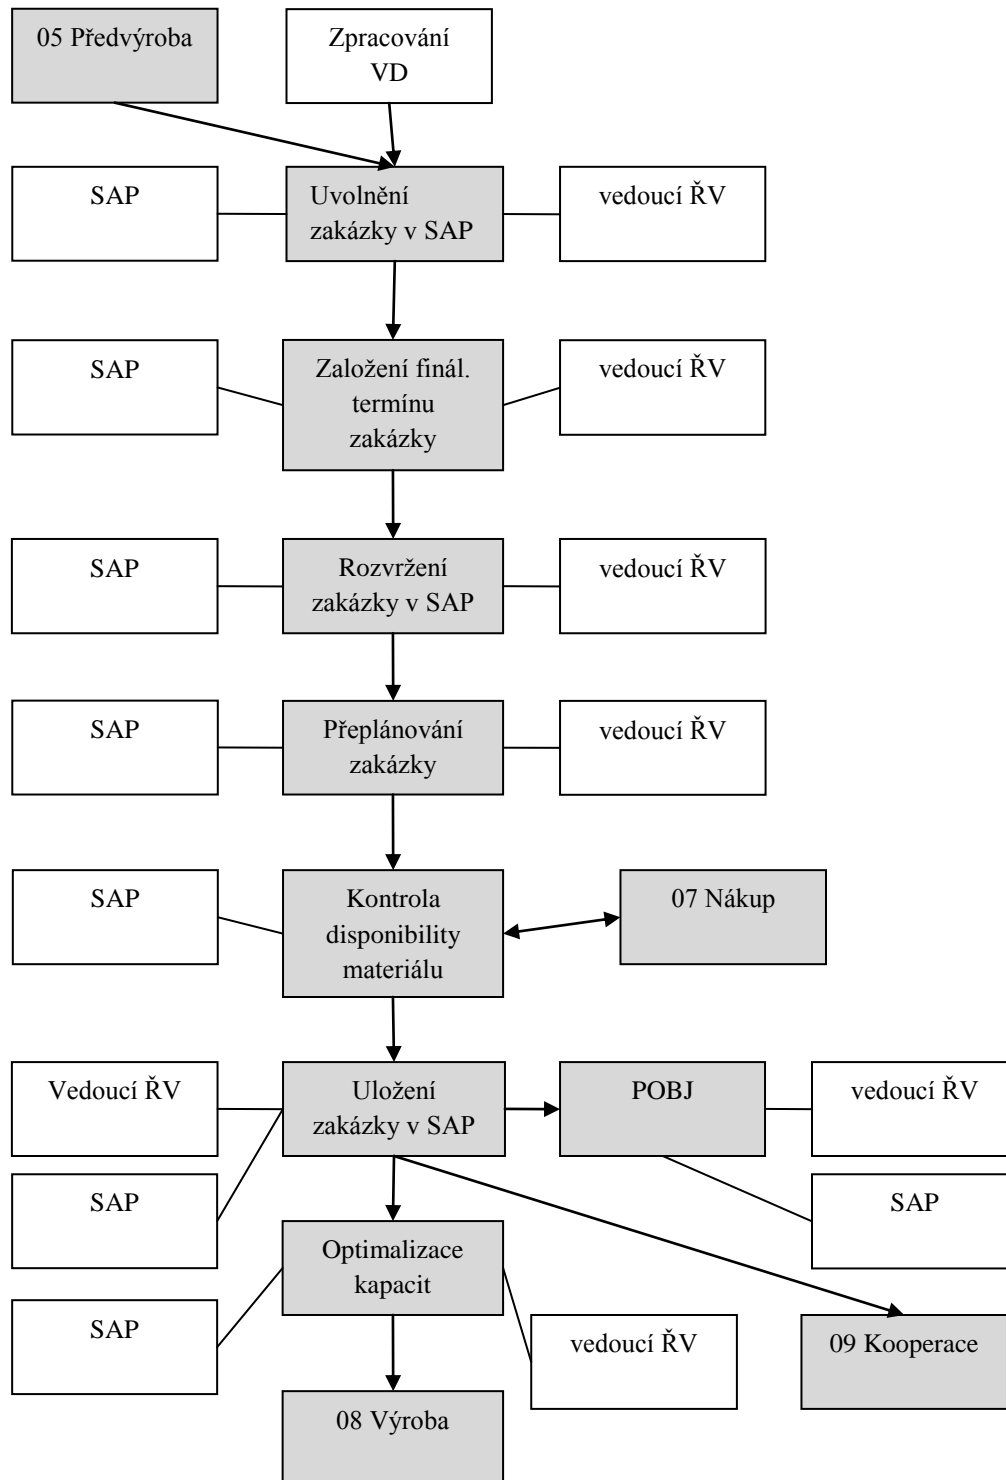 05 Předvýroba
Zpracování
VD
SAP
Uvolnění
zakázky v SAP
vedoucí ŘV
SAP
Založení finál.
termínu
zakázky
vedoucí ŘV
SAP
Rozvržení
zakázky v SAP
vedoucí ŘV
SAP
Přeplánování
zakázky
vedoucí ŘV
SAP
Kontrola
disponibility
materiálu
07 Nákup
Vedoucí ŘV
Uložení
zakázky v SAP
POBJ
vedoucí ŘV
SAP
SAP
Optimalizace
kapacit
SAP
vedoucí ŘV
09 Kooperace
08 Výroba